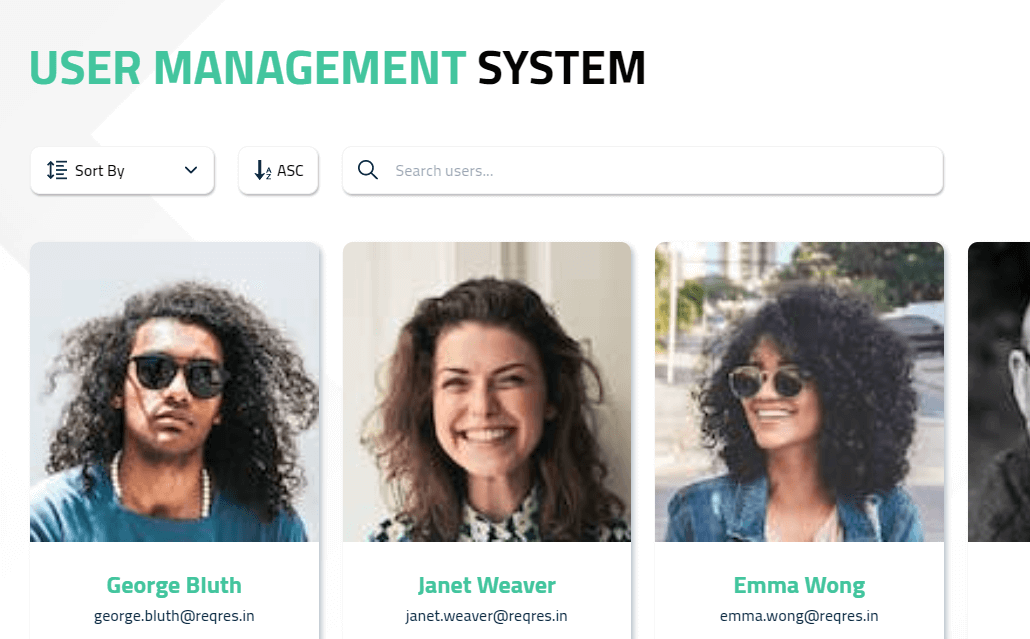 USER MANAGEMENT SYSTEM
Sort By
ASC
Search users...
George Bluth
george.bluth@reqres.in
Janet Weaver
janet.weaver@reqres.in
Emma Wong
emma.wong@reqres.in